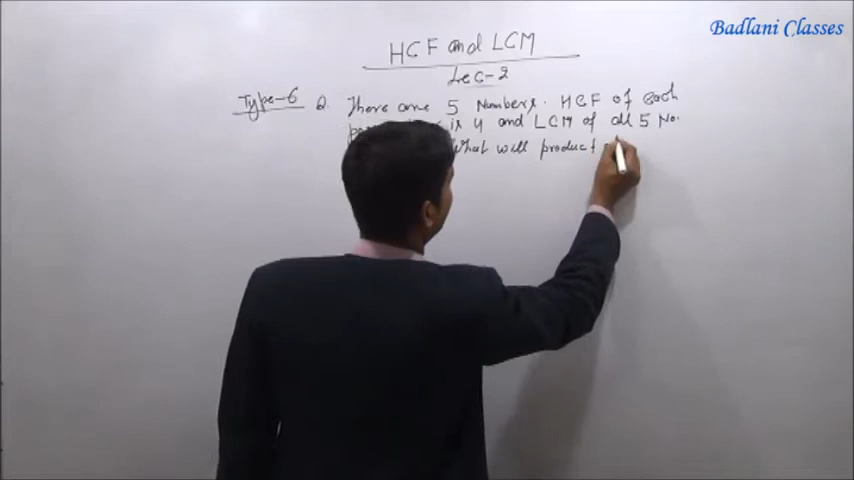 Badlani Classes
HCF and LCM
Lec-2
Type-6 Q. There are 5 Numbers. HCF of each
is 4 and LCM of all 5 No.
What will product